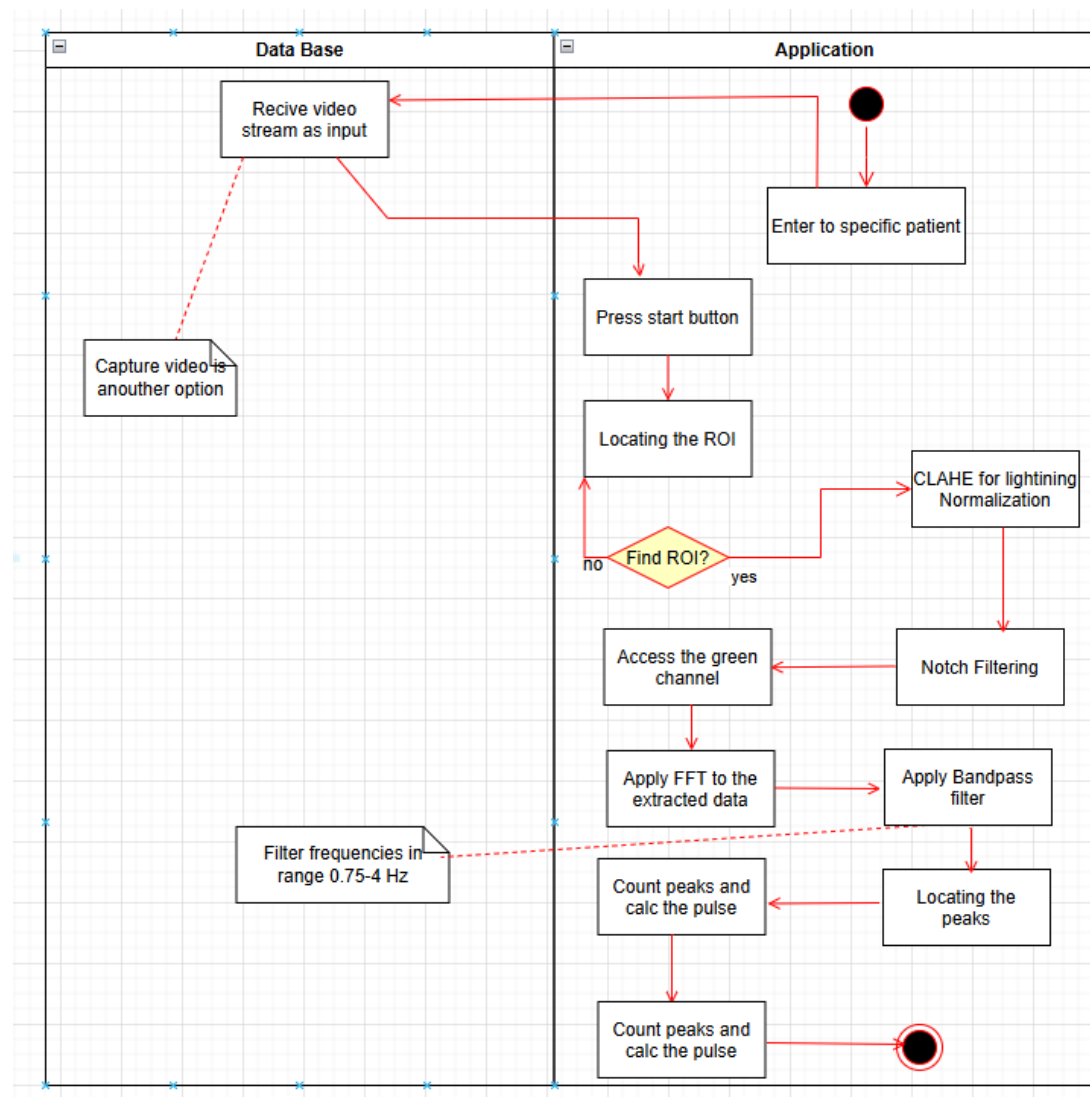 Data Base
Application
Recive video
stream as input
Enter to specific patient
Press start button
Capture video is
anouther option
Locating the ROI
CLAHE for lightining
Normalization
Find ROI?
no
yes
Access the green
channel
Notch Filtering
Apply FFT to the
extracted data
Apply Bandpass
filter
Filter frequencies in
range 0.75-4 Hz
Count peaks and
calc the pulse
Locating the
peaks
Count peaks and
calc the pulse